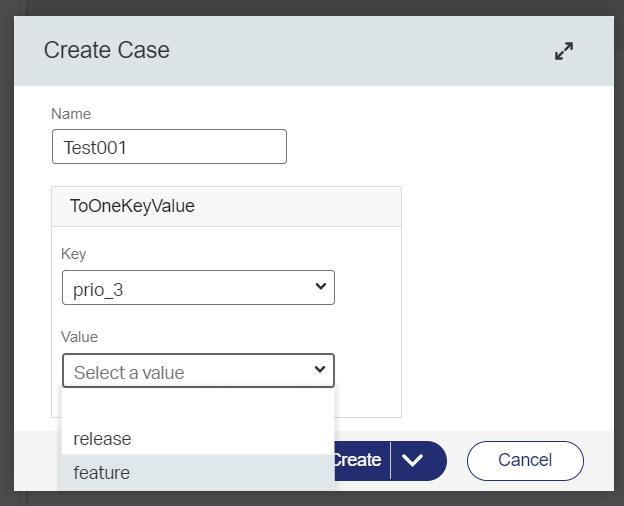 Create Case
Name
Test001
ToOneKeyValue
Key
prio_3
Value
Select a value
release
feature
Create
Cancel